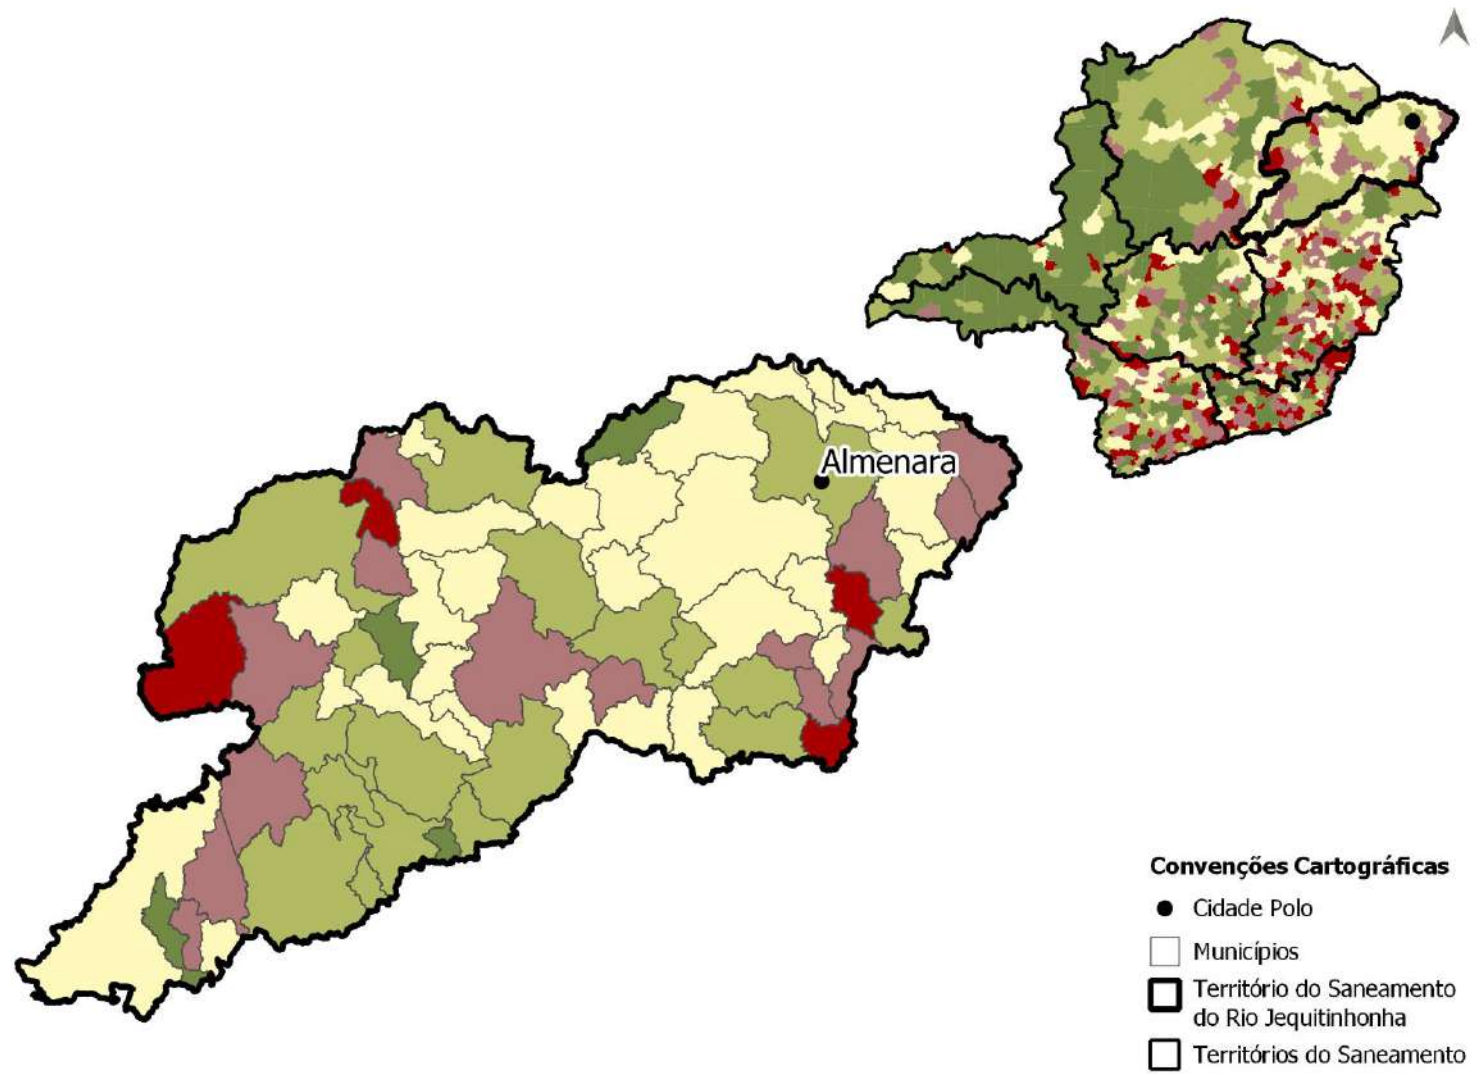 Almenara
Convenções Cartográficas
Cidade Polo
Municípios
Território do Saneamento
do Rio Jequitinhonha
Territórios do Saneamento